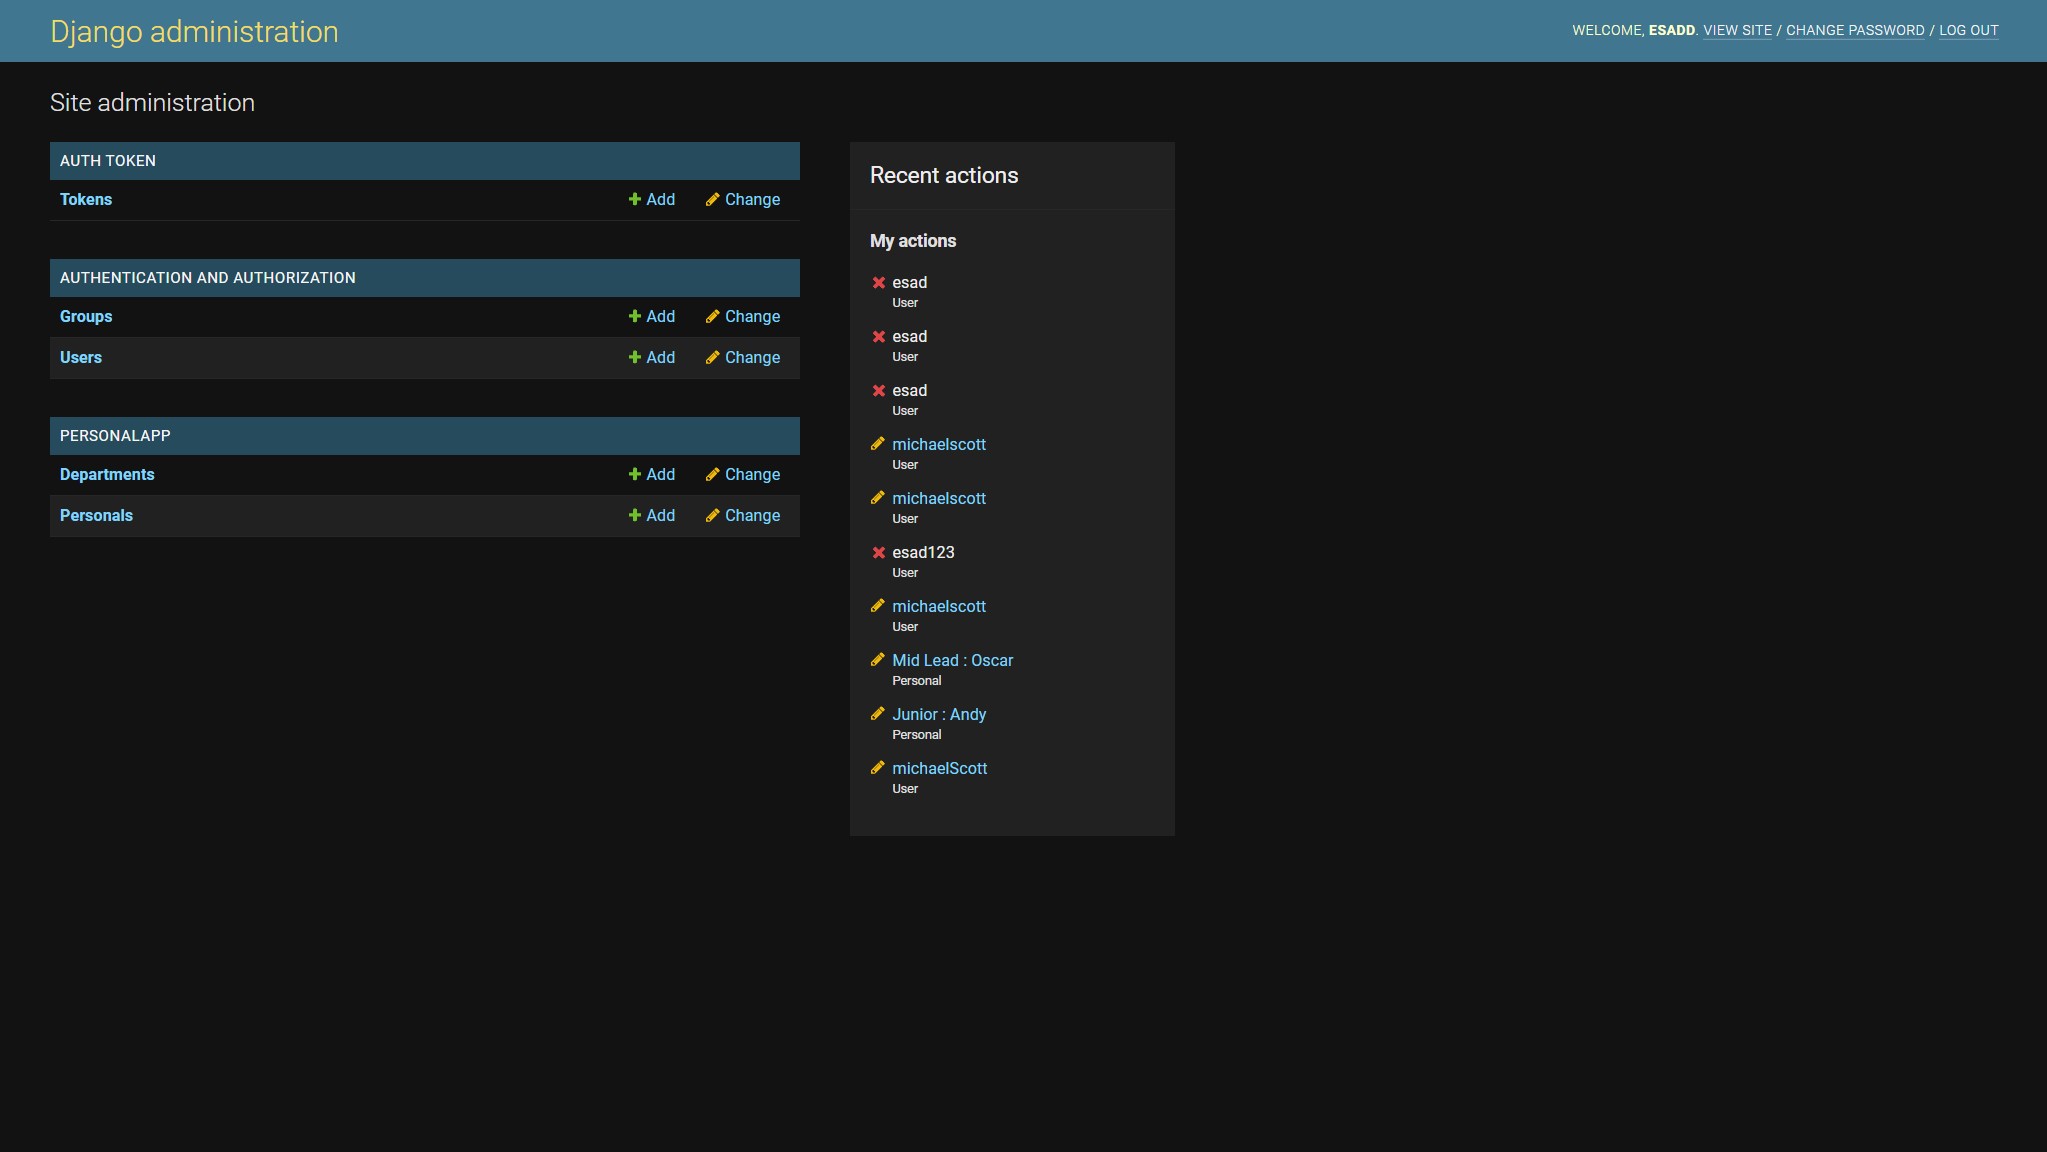 Django administration
WELCOME, ESADD. VIEW SITE / CHANGE PASSWORD / LOG OUT
Site administration
AUTH TOKEN
Tokens Add Change
AUTHENTICATION AND AUTHORIZATION
Groups Add Change
Users Add Change
PERSONALAPP
Departments Add Change
Personals Add Change
Recent actions
My actions
esad
User
esad
User
esad
User
michaelscott
User
michaelscott
User
esad123
User
michaelscott
User
Mid Lead : Oscar
Personal
Junior : Andy
Personal
michaelScott
User